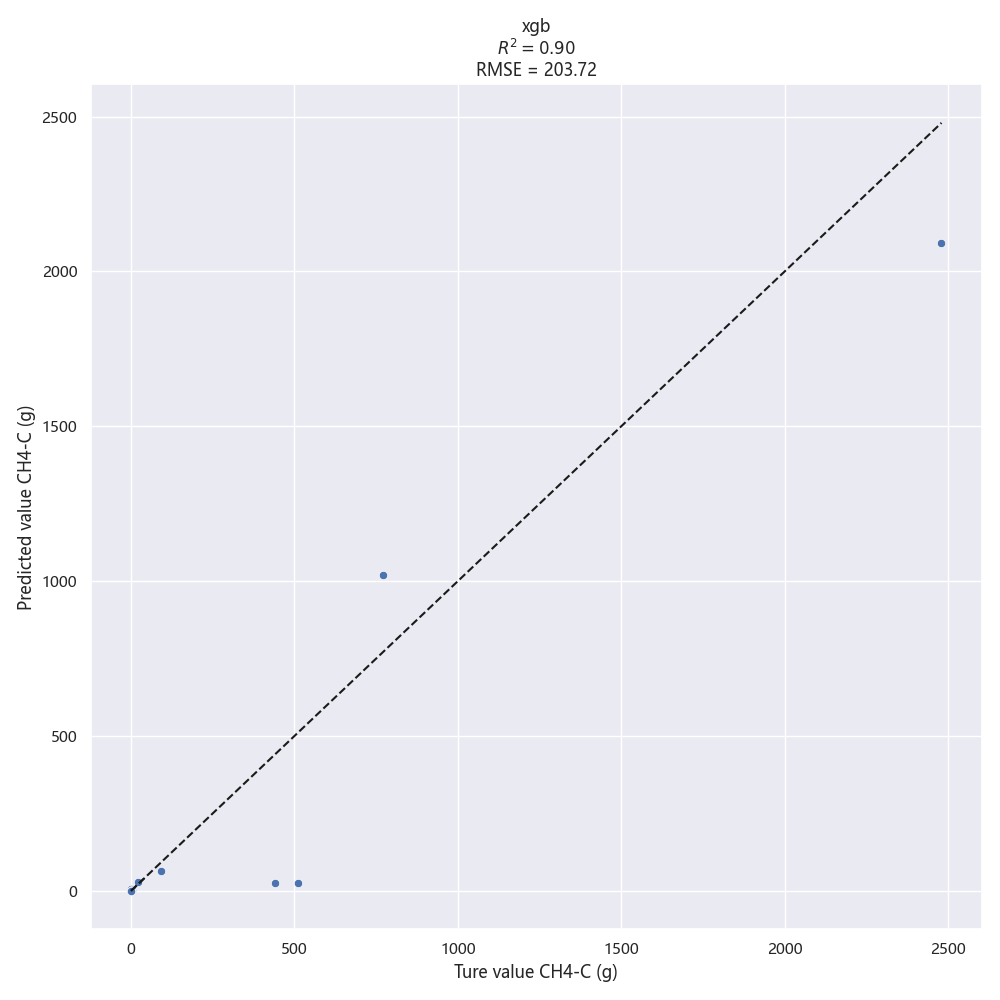 xgb
R² = 0.90
RMSE = 203.72
2500
2000
1500
1000
500
0
Predicted value CH4-C (g)
0 500 1000 1500 2000 2500
Ture value CH4-C (g)